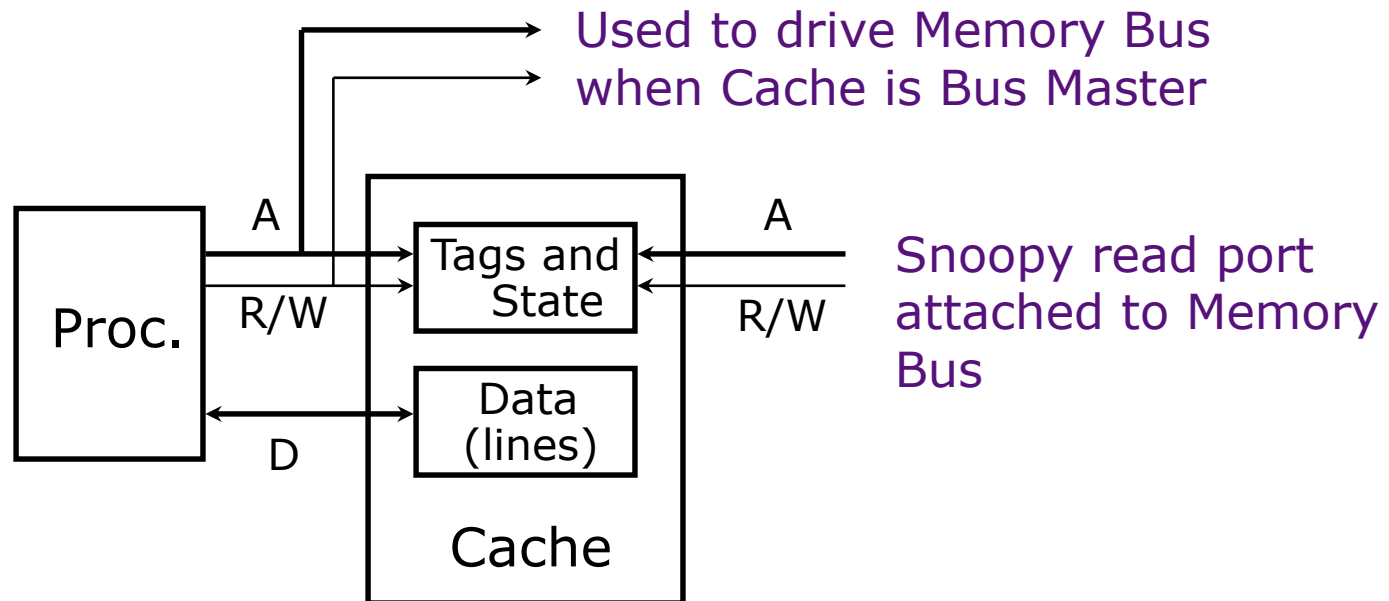 Used to drive Memory Bus
when Cache is Bus Master
A
R/W
D
Proc.
Tags and
State
Data
(lines)
Cache
A
R/W
Snoopy read port
attached to Memory
Bus